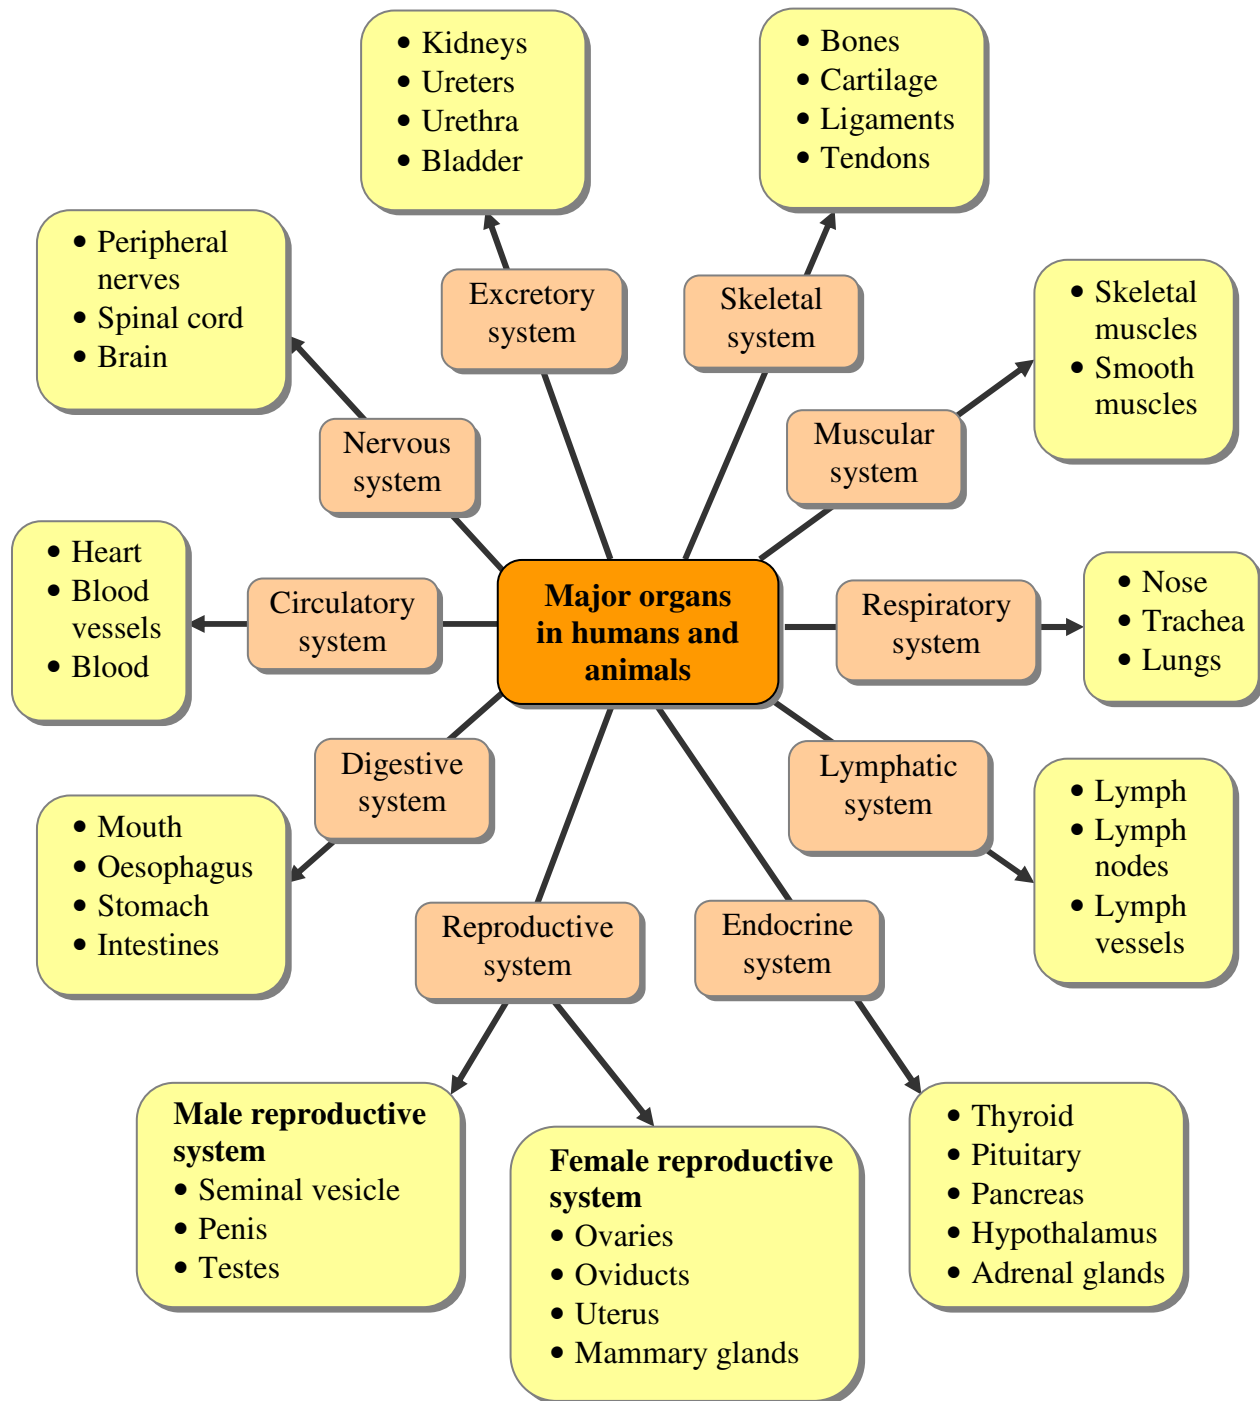 • Kidneys
• Ureters
• Urethra
• Bladder
• Bones
• Cartilage
• Ligaments
• Tendons
• Peripheral
nerves
• Spinal cord
• Brain
Excretory
system
Skeletal
system
• Skeletal
muscles
• Smooth
muscles
Nervous
system
Muscular
system
• Heart
• Blood
vessels
• Blood
Circulatory
system
Major organs
in humans and
animals
Respiratory
system
• Nose
• Trachea
• Lungs
Digestive
system
Lymphatic
system
• Mouth
• Oesophagus
• Stomach
• Intestines
• Lymph
• Lymph
nodes
• Lymph
vessels
Reproductive
system
Endocrine
system
Male reproductive
system
• Seminal vesicle
• Penis
• Testes
Female reproductive
system
• Ovaries
• Oviducts
• Uterus
• Mammary glands
• Thyroid
• Pituitary
• Pancreas
• Hypothalamus
• Adrenal glands